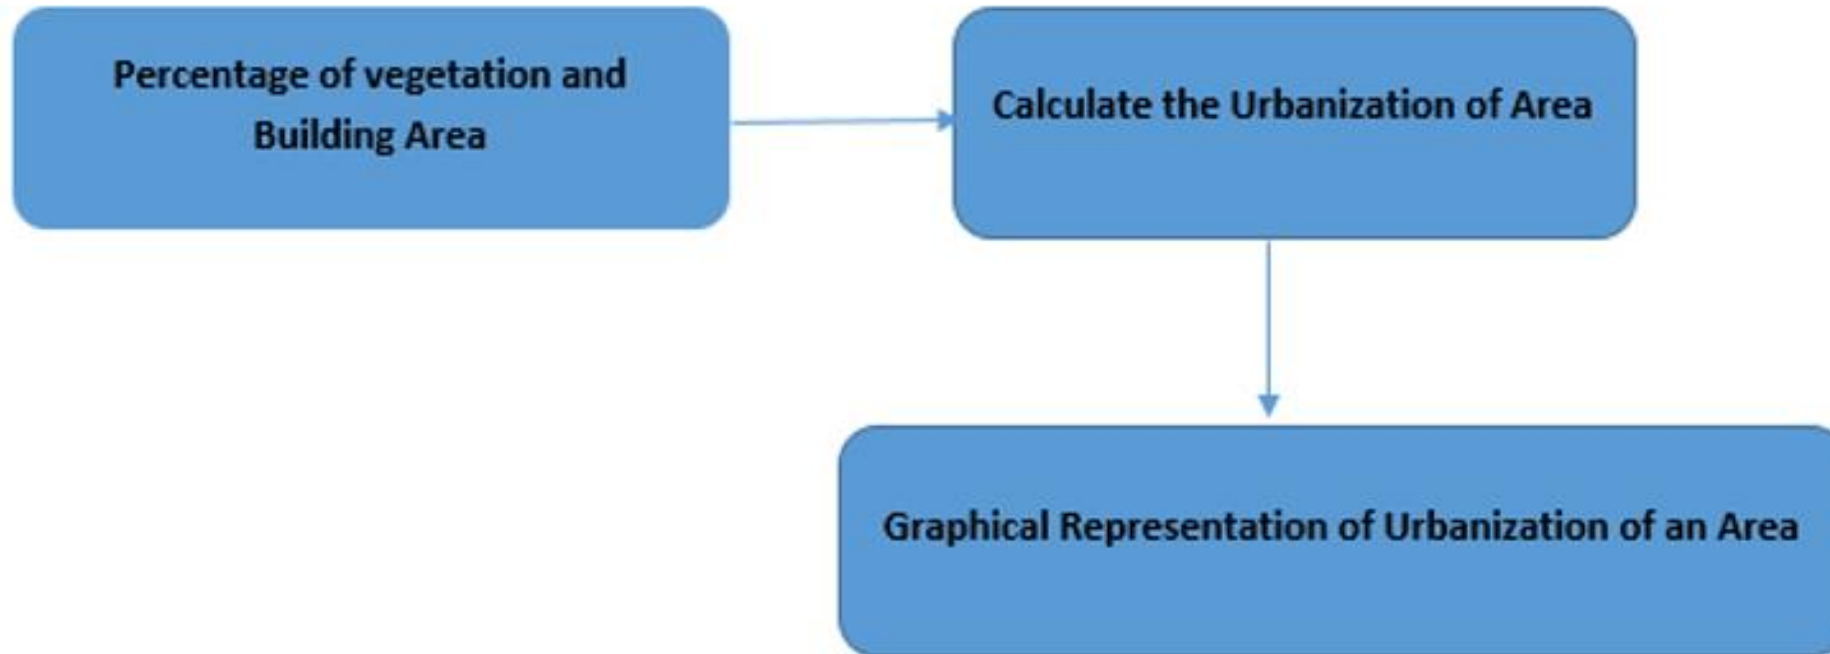 Percentage of vegetation and
Building Area
Calculate the Urbanization of Area
Graphical Representation of Urbanization of an Area